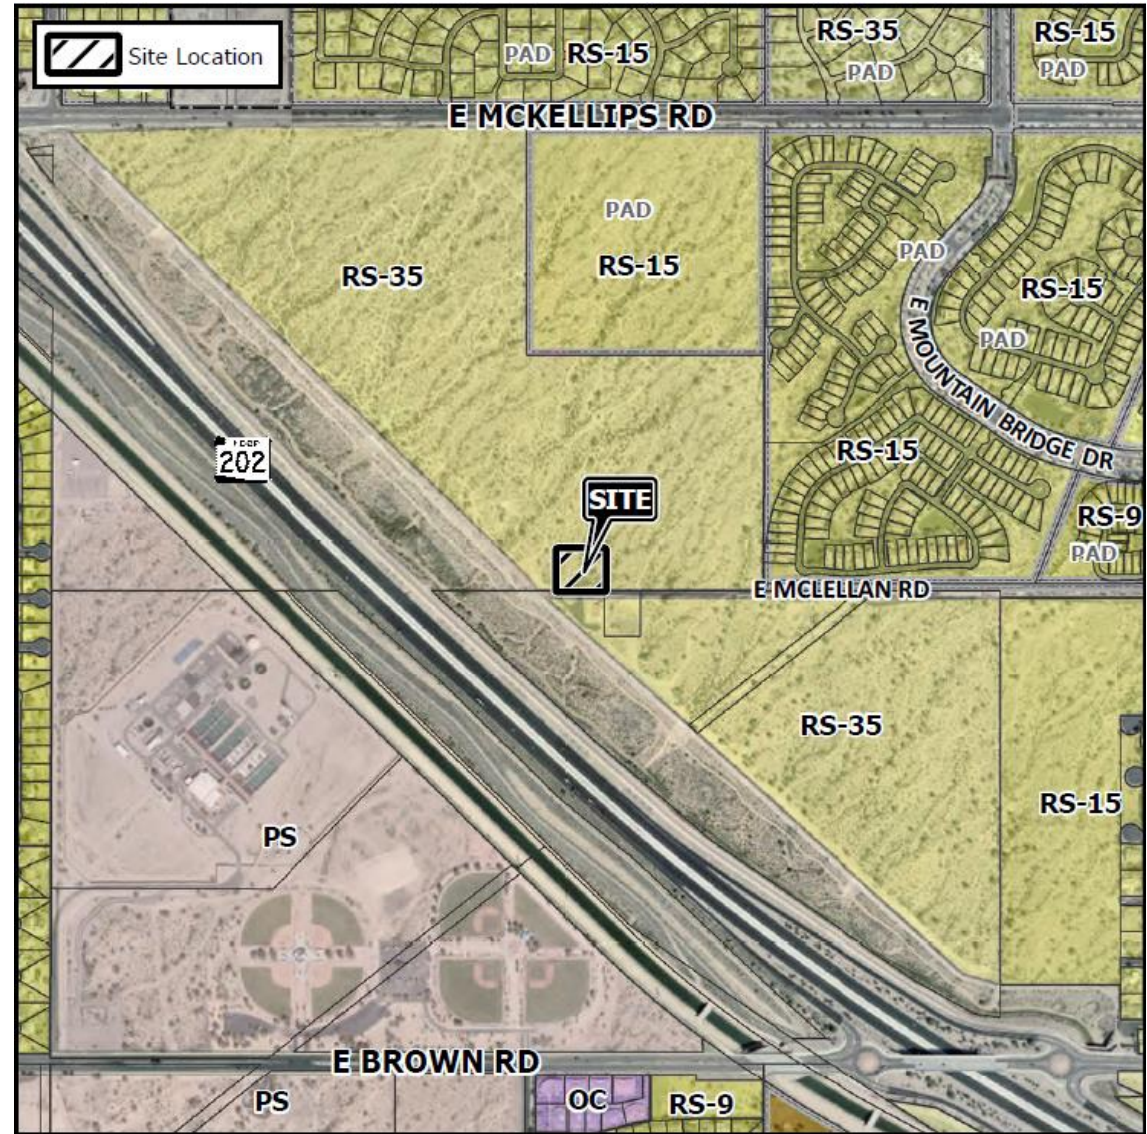 Site Location
PAD RS-15
RS-35
PAD
RS-15
PAD
E MCKELLIPS RD
PAD
RS-15
RS-35
PAD
RS-15
PAD
E MOUNTAIN BRIDGE DR
RS-15
202
SITE
RS-9
PAD
E MCLELLAN RD
RS-35
RS-15
PS
E BROWN RD
PS
OC
RS-9